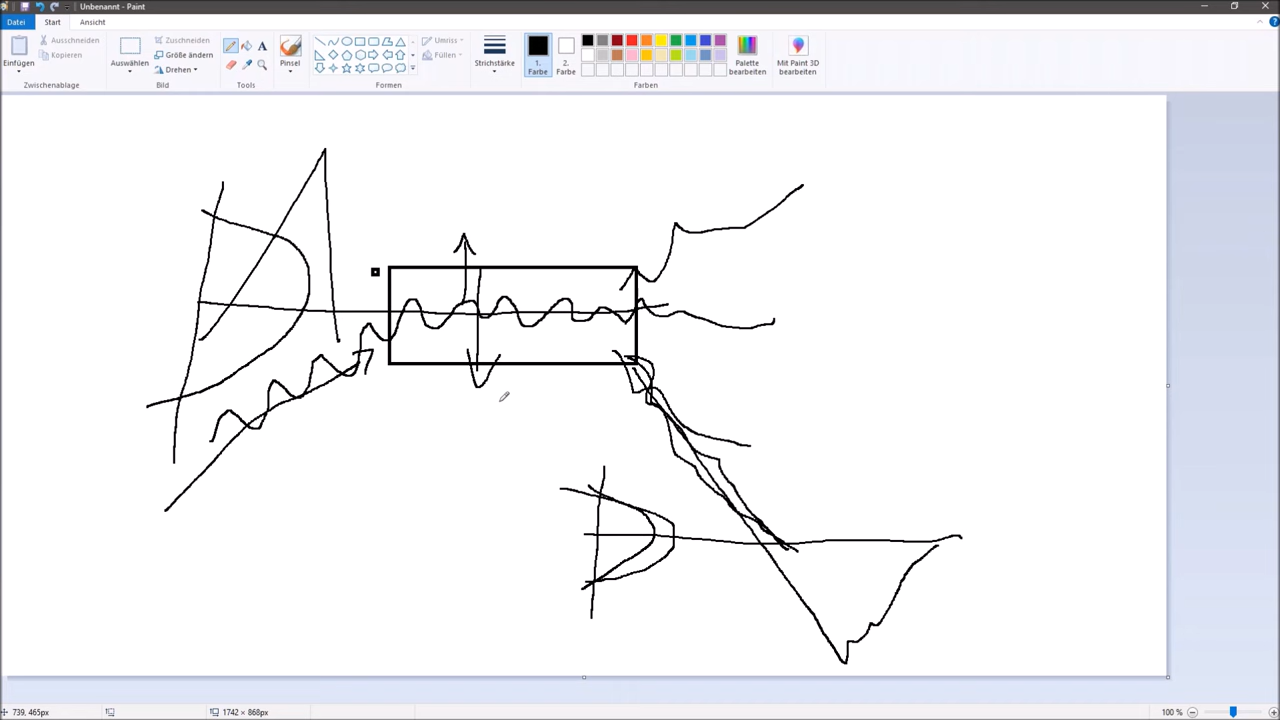 Unbenannt - Paint
Datei Start Ansicht
Einfügen
Ausschneiden
Kopieren
Zwischenablage
Auswählen
Zuschneiden
Größe ändern
Drehen
Bild
A
Tools
Pinsel
Umriss
Füllen
Formen
Strichstärke
1. Farbe
2. Farbe
Palette bearbeiten
Mit Paint 3D bearbeiten
Farben
739, 465px
1742 × 868px
100 %